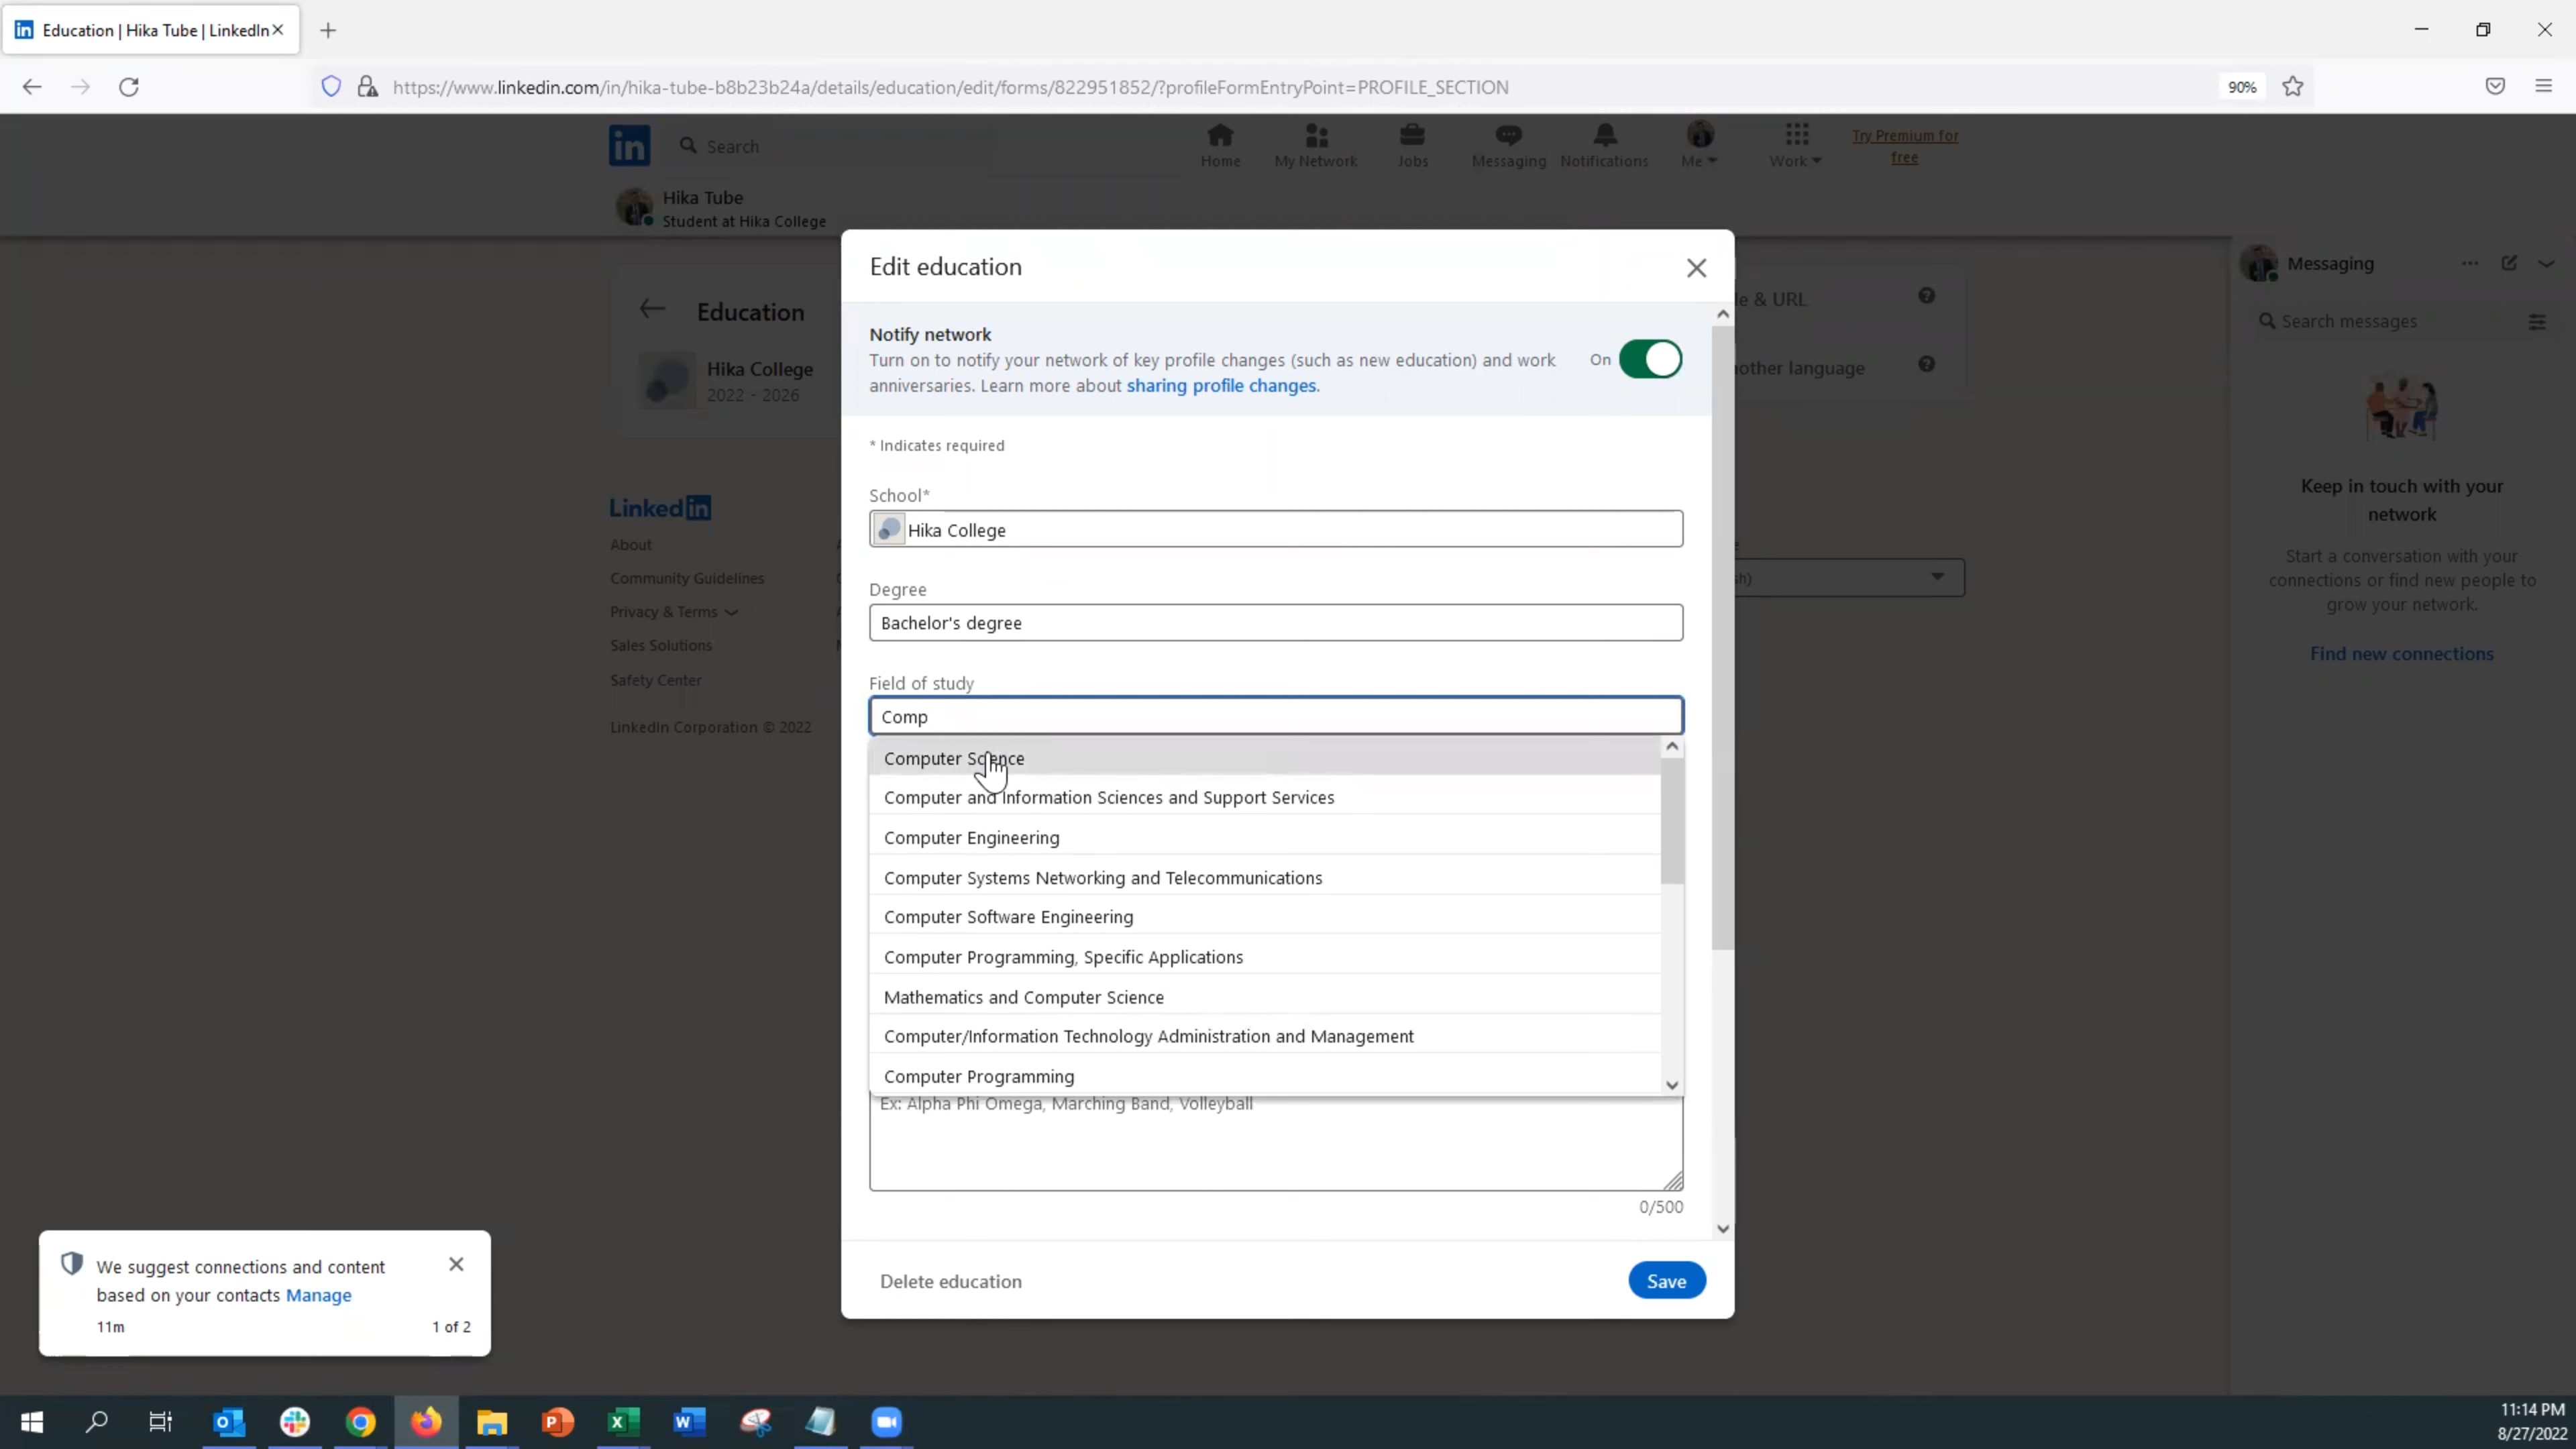 Education | Hika Tube | LinkedIn
https://www.linkedin.com/in/hika-tube-b8b23b24a/details/education/edit/forms/822951852/?profileFormEntryPoint=PROFILE_SECTION
90%
in
Search
Home
My Network
Jobs
Messaging
Notifications
Me
Work
Try Premium for
free
Hika Tube
Student at Hika College
Education
Hika College
2022 - 2026
Linked in
About
Community Guidelines
Privacy & Terms
Sales Solutions
Safety Center
LinkedIn Corporation © 2022
Edit education
Notify network
Turn on to notify your network of key profile changes (such as new education) and work
anniversaries. Learn more about sharing profile changes.
On
* Indicates required
School*
Hika College
Degree
Bachelor's degree
Field of study
Comp
Computer Science
Computer and Information Sciences and Support Services
Computer Engineering
Computer Systems Networking and Telecommunications
Computer Software Engineering
Computer Programming, Specific Applications
Mathematics and Computer Science
Computer/Information Technology Administration and Management
Computer Programming
Ex: Alpha Phi Omega, Marching Band, Volleyball
0/500
Delete education
Save
& URL
language
Messaging
Search messages
Keep in touch with your
network
Start a conversation with your
connections or find new people to
grow your network.
Find new connections
We suggest connections and content
based on your contacts Manage
11m
1 of 2
11:14 PM
8/27/2022